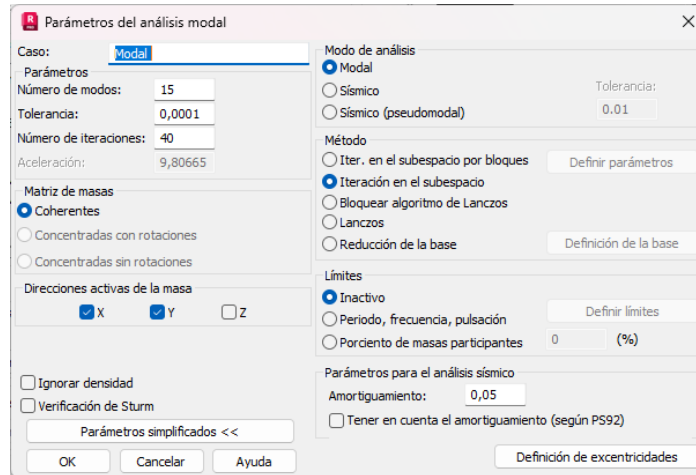 Parámetros del análisis modal
Caso: Modal
Parámetros
Número de modos: 15
Tolerancia: 0,0001
Número de iteraciones: 40
Aceleración: 9,80665
Matriz de masas
Coherentes
Concentradas con rotaciones
Concentradas sin rotaciones
Direcciones activas de la masa
X Y Z
Ignorar densidad
Verificación de Sturm
Parámetros simplificados <<
OK Cancelar Ayuda
Modo de análisis
Modal
Sísmico Tolerancia:
Sísmico (pseudomodal) 0.01
Método
Iter. en el subespacio por bloques Definir parámetros
Iteración en el subespacio
Bloquear algoritmo de Lanczos
Lanczos
Reducción de la base Definición de la base
Límites
Inactivo
Periodo, frecuencia, pulsación Definir límites
Porciento de masas participantes 0 (%)
Parámetros para el análisis sísmico
Amortiguamiento: 0,05
Tener en cuenta el amortiguamiento (según PS92)
Definición de excentricidades